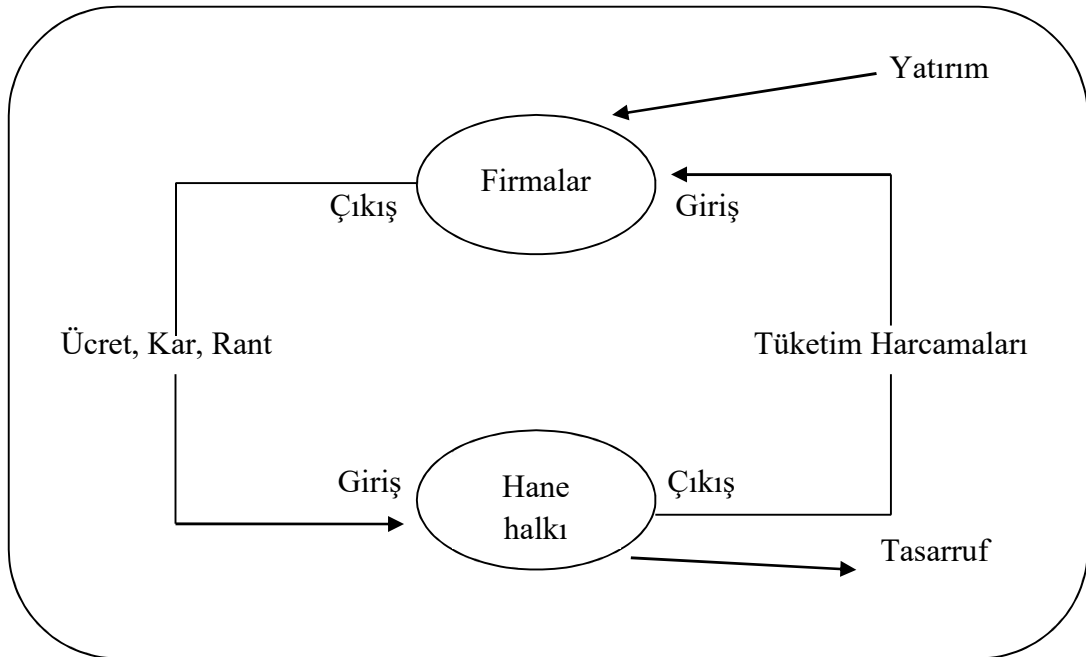 Yatırım
Firmalar
Çıkış
Giriş
Ücret, Kar, Rant
Tüketim Harcamaları
Giriş
Hane
halkı
Çıkış
Tasarruf